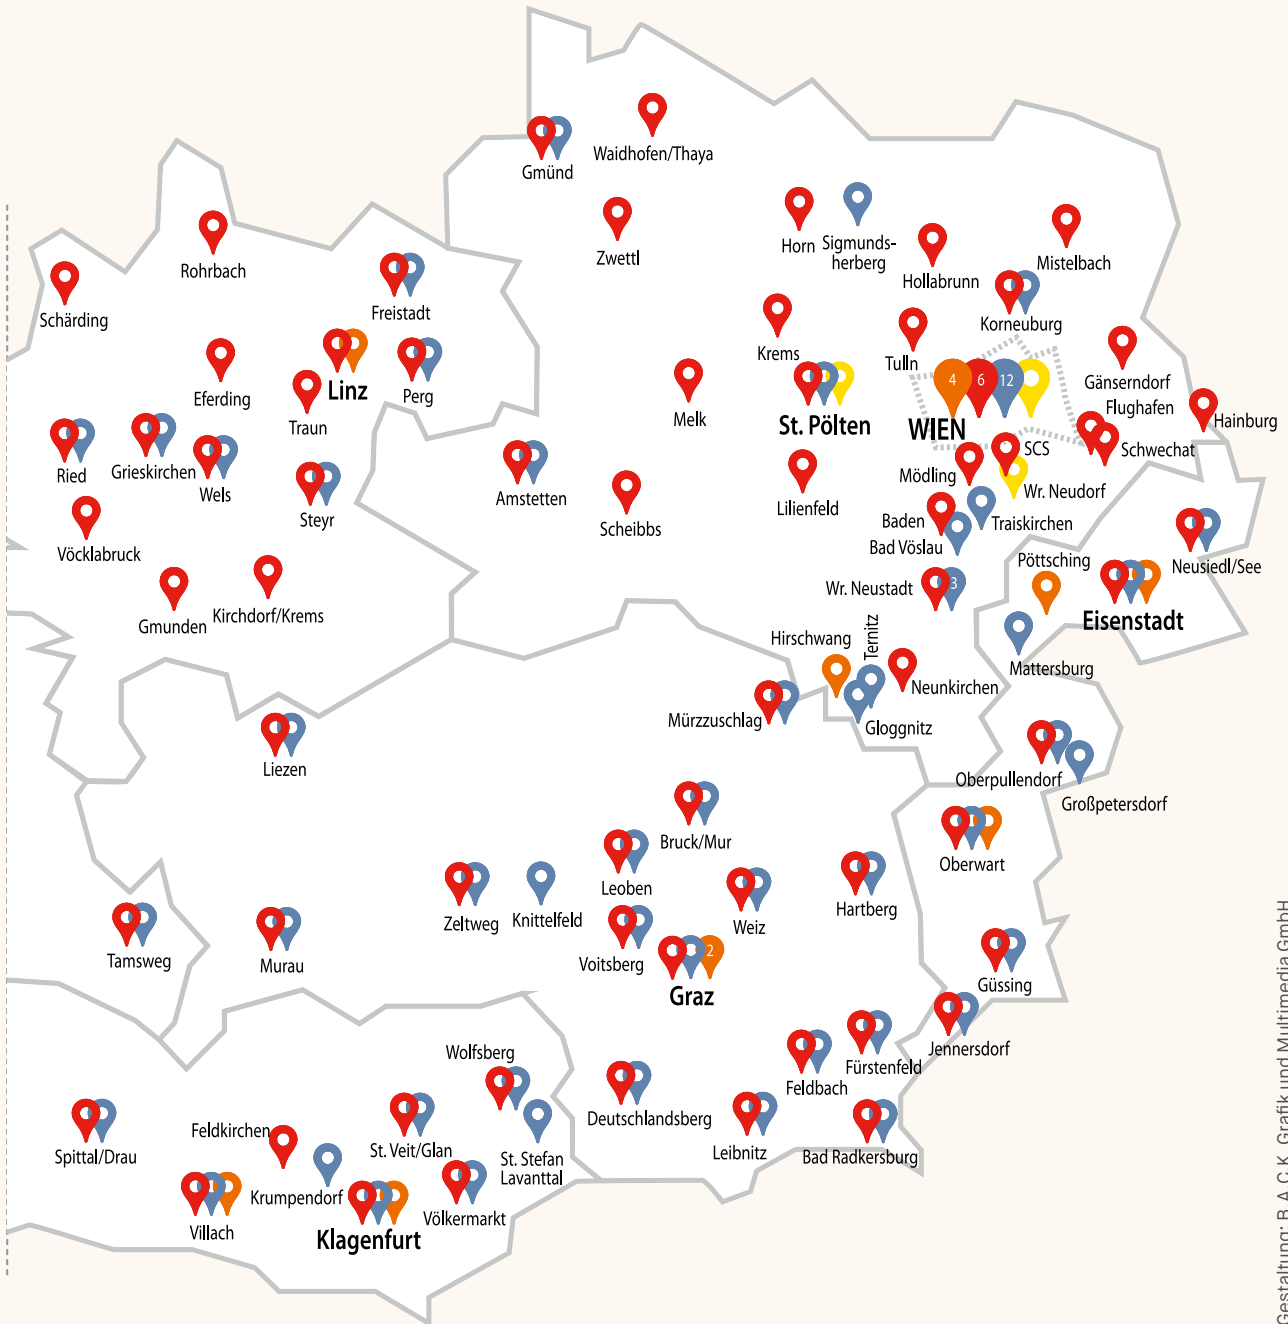 Waidhofen/Thaya
Gmünd
Zwettl
Horn
Sigmunds-
herberg
Hollabrunn
Mistelbach
Rohrbach
Schärding
Freistadt
Korneuburg
Krems
Tulln
Gänserndorf
Eferding
Linz
Perg
Traun
Melk
St. Pölten
4
6
12
WIEN
Flughafen
Hainburg
Schwechat
SCS
Ried
Grieskirchen
Wels
Steyr
Amstetten
Scheibbs
Lilienfeld
Mödling
Wr. Neudorf
Baden
Traiskirchen
Bad Vöslau
Vöcklabruck
Gmunden
Kirchdorf/Krems
Pöttsching
Neusiedl/See
Wr. Neustadt
3
Eisenstadt
Hirschwang
Ternitz
Mattersburg
Neunkirchen
Mürzzuschlag
Gloggnitz
Liezen
Oberpullendorf
Großpetersdorf
Bruck/Mur
Leoben
Oberwart
Zeltweg
Knittelfeld
Weiz
Hartberg
Tamsweg
Murau
Voitsberg
2
Graz
Güssing
Jennersdorf
Wolfsberg
Fürstenfeld
Feldbach
Deutschlandsberg
Spittal/Drau
Feldkirchen
St. Veit/Glan
St. Stefan
Lavanttal
Leibnitz
Bad Radkersburg
Krumpendorf
Villach
Völkermarkt
Klagenfurt
Gestaltung: B.A.C.K. Grafik und Multimedia GmbH